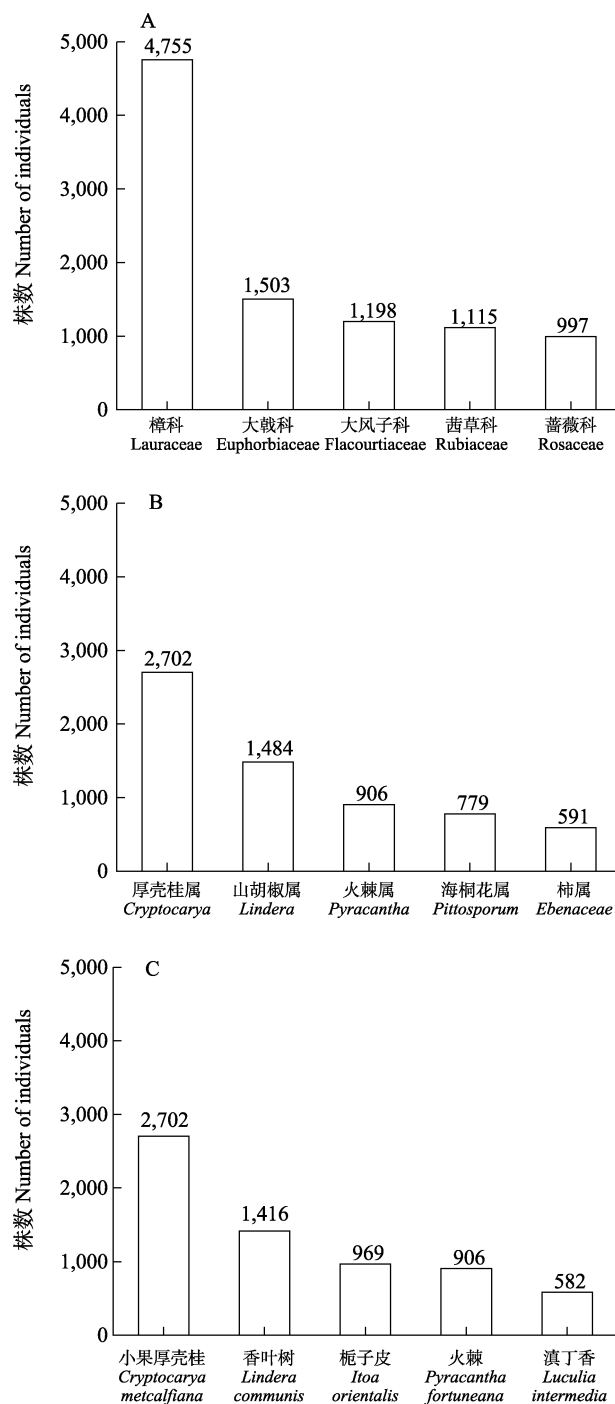 A
株数 Number of individuals
5,000
4,000
3,000
2,000
1,000
0
4,755
1,503
1,198
1,115
997
樟科
Lauraceae
大戟科
Euphorbiaceae
大风子科
Flacourtiaceae
茜草科
Rubiaceae
蔷薇科
Rosaceae
B
株数 Number of individuals
5,000
4,000
3,000
2,000
1,000
0
2,702
1,484
906
779
591
厚壳桂属
Cryptocarya
山胡椒属
Lindera
火棘属
Pyracantha
海桐花属
Pittosporum
柿属
Ebenaceae
C
株数 Number of individuals
5,000
4,000
3,000
2,000
1,000
0
2,702
1,416
969
906
582
小果厚壳桂
Cryptocarya
metcalfiana
香叶树
Lindera
communis
栀子皮
Itoa
orientalis
火棘
Pyracantha
fortuneana
滇丁香
Luculia
intermedia